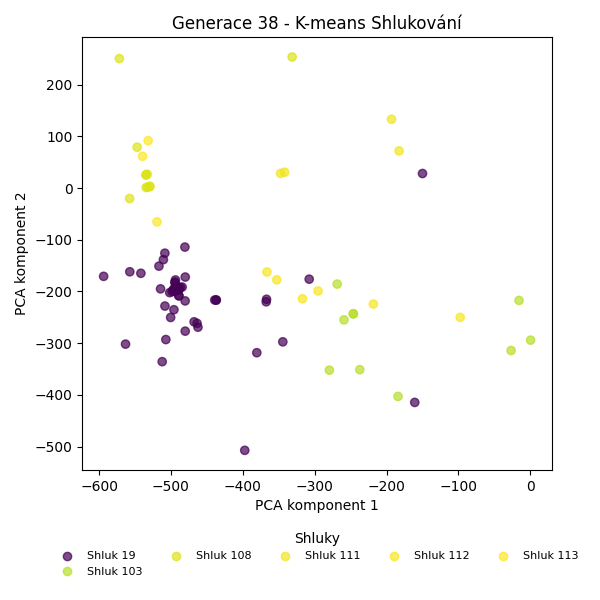 Generace 38 - K-means Shlukování
200
100
0
−100
−200
−300
−400
−500
PCA komponent 2
−600
−500
−400
−300
−200
−100
0
PCA komponent 1
Shluky
Shluk 19
Shluk 108
Shluk 111
Shluk 112
Shluk 113
Shluk 103